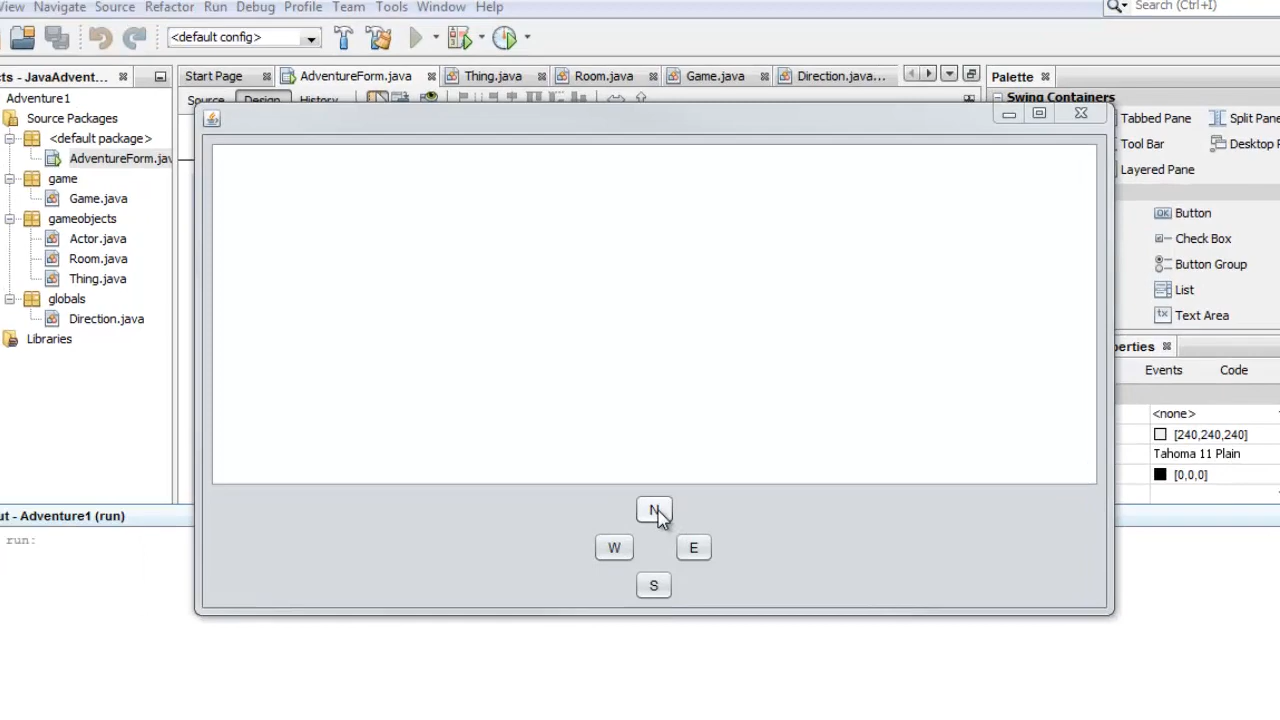 View Navigate Source Refactor Run Debug Profile Team Tools Window Help Search (Ctrl+I)
<default config>
cts - JavaAdvent... Start Page AdventureForm.java Thing.java Room.java Game.java Direction.java... Palette
Adventure1 Source Design History Swing Containers
Source Packages Tabbed Pane Split Pane
<default package> Tool Bar Desktop P
AdventureForm.jav Layered Pane
game
Game.java Button
gameobjects
Actor.java Check Box
Room.java Button Group
Thing.java List
globals
Direction.java Text Area
Libraries perties
Events Code
<none>
[240,240,240]
Tahoma 11 Plain
[0,0,0]
N
ut - Adventure1 (run)
run:
W E
S